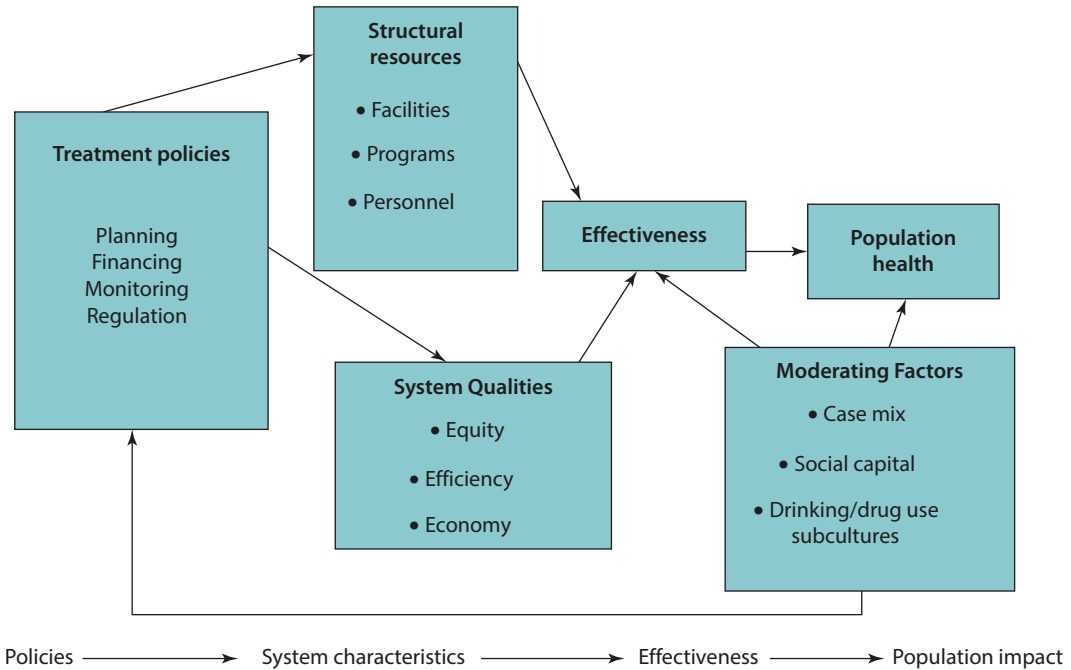 Structural
resources
• Facilities
• Programs
• Personnel
Treatment policies
Planning
Financing
Monitoring
Regulation
Effectiveness
Population
health
System Qualities
• Equity
• Efficiency
• Economy
Moderating Factors
• Case mix
• Social capital
• Drinking/drug use
subcultures
Policies System characteristics Effectiveness Population impact